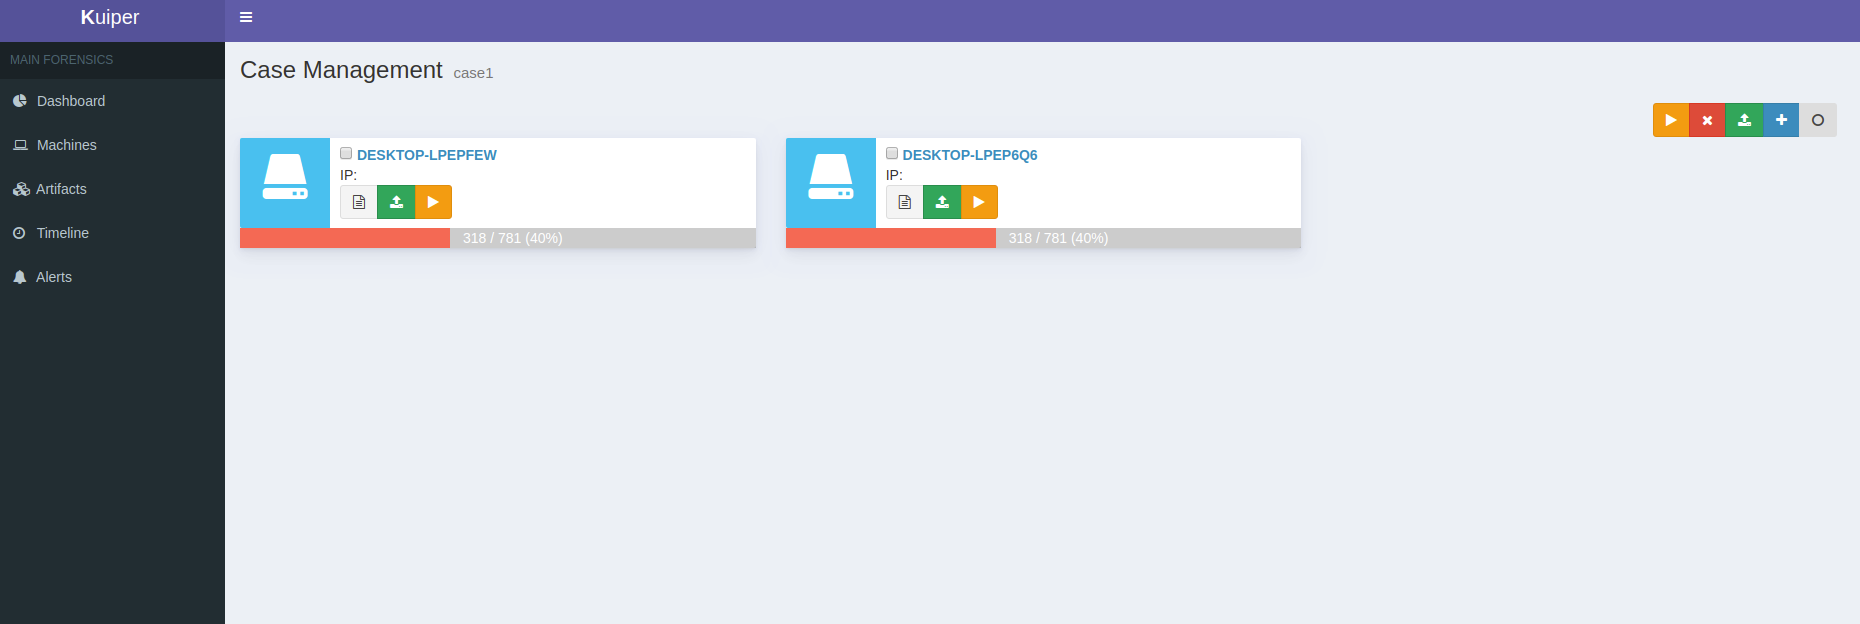 Kuiper
MAIN FORENSICS
Dashboard
Machines
Artifacts
Timeline
Alerts
Case Management case1
DESKTOP-LPEPFEW
IP:
318 / 781 (40%)
DESKTOP-LPEP6Q6
IP:
318 / 781 (40%)